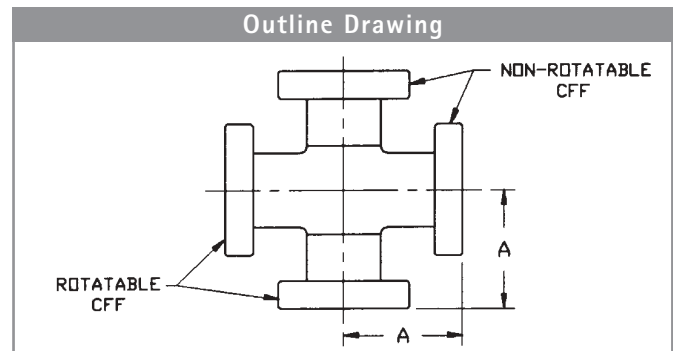 Outline Drawing
NON-ROTATABLE
CFF
A
ROTATABLE
CFF
A